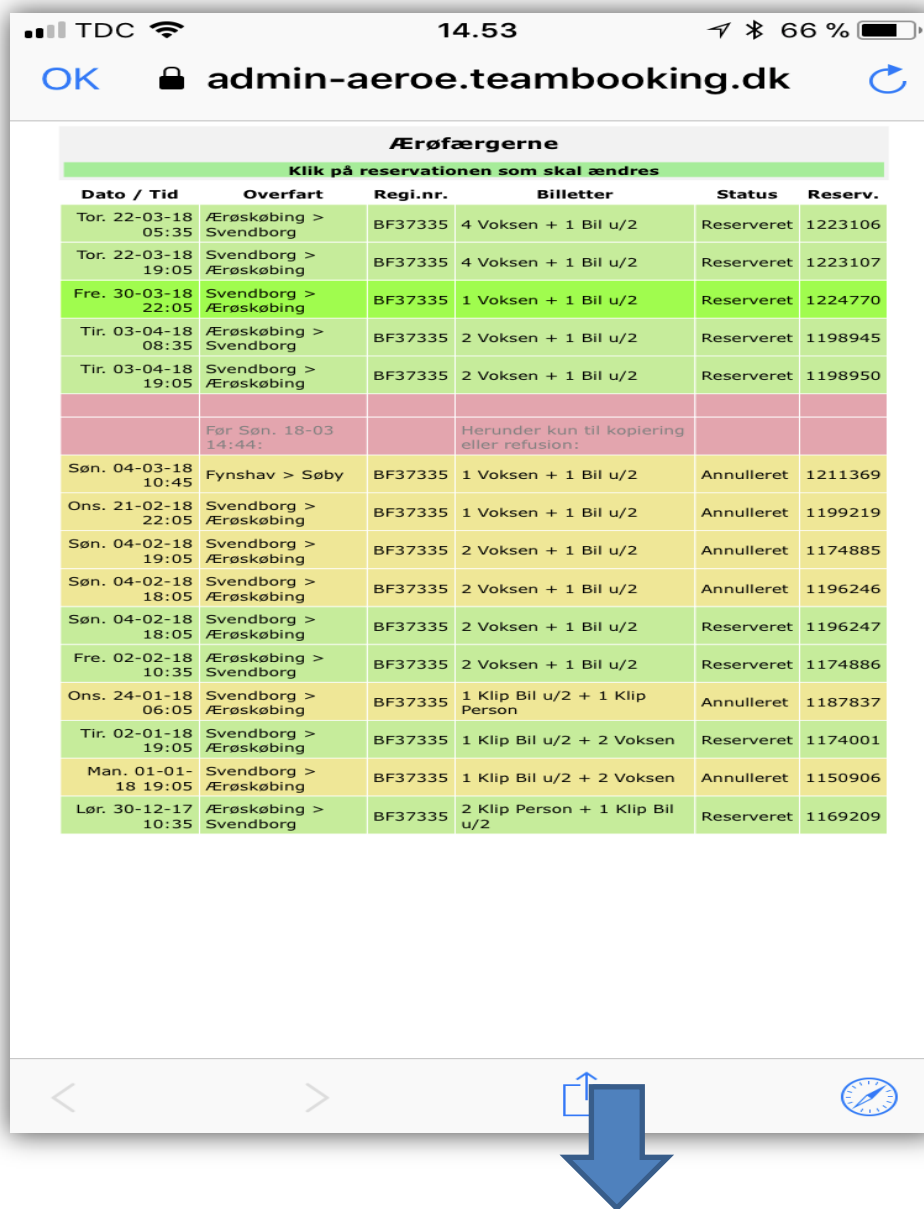 TDC 14.53 66 %
OK admin-aeroe.teambooking.dk
Ærøfærgerne
Klik på reservationen som skal ændres
Dato / Tid Overfart Regi.nr. Billetter Status Reserv.
Tor. 22-03-18 05:35 Ærøskøbing > Svendborg BF37335 4 Voksen + 1 Bil u/2 Reserveret 1223106
Tor. 22-03-18 19:05 Svendborg > Ærøskøbing BF37335 4 Voksen + 1 Bil u/2 Reserveret 1223107
Fre. 30-03-18 22:05 Svendborg > Ærøskøbing BF37335 1 Voksen + 1 Bil u/2 Reserveret 1224770
Tir. 03-04-18 08:35 Ærøskøbing > Svendborg BF37335 2 Voksen + 1 Bil u/2 Reserveret 1198945
Tir. 03-04-18 19:05 Svendborg > Ærøskøbing BF37335 2 Voksen + 1 Bil u/2 Reserveret 1198950
Før Søn. 18-03 14:44: Herunder kun til kopiering eller refusion:
Søn. 04-03-18 10:45 Fynshav > Søby BF37335 1 Voksen + 1 Bil u/2 Annulleret 1211369
Ons. 21-02-18 22:05 Svendborg > Ærøskøbing BF37335 1 Voksen + 1 Bil u/2 Annulleret 1199219
Søn. 04-02-18 19:05 Svendborg > Ærøskøbing BF37335 2 Voksen + 1 Bil u/2 Annulleret 1174885
Søn. 04-02-18 18:05 Svendborg > Ærøskøbing BF37335 2 Voksen + 1 Bil u/2 Annulleret 1196246
Søn. 04-02-18 18:05 Svendborg > Ærøskøbing BF37335 2 Voksen + 1 Bil u/2 Reserveret 1196247
Fre. 02-02-18 10:35 Ærøskøbing > Svendborg BF37335 2 Voksen + 1 Bil u/2 Reserveret 1174886
Ons. 24-01-18 06:05 Svendborg > Ærøskøbing BF37335 1 Klip Bil u/2 + 1 Klip Person Annulleret 1187837
Tir. 02-01-18 19:05 Svendborg > Ærøskøbing BF37335 1 Klip Bil u/2 + 2 Voksen Reserveret 1174001
Man. 01-01-18 19:05 Svendborg > Ærøskøbing BF37335 1 Klip Bil u/2 + 2 Voksen Annulleret 1150906
Lør. 30-12-17 10:35 Ærøskøbing > Svendborg BF37335 2 Klip Person + 1 Klip Bil u/2 Reserveret 1169209